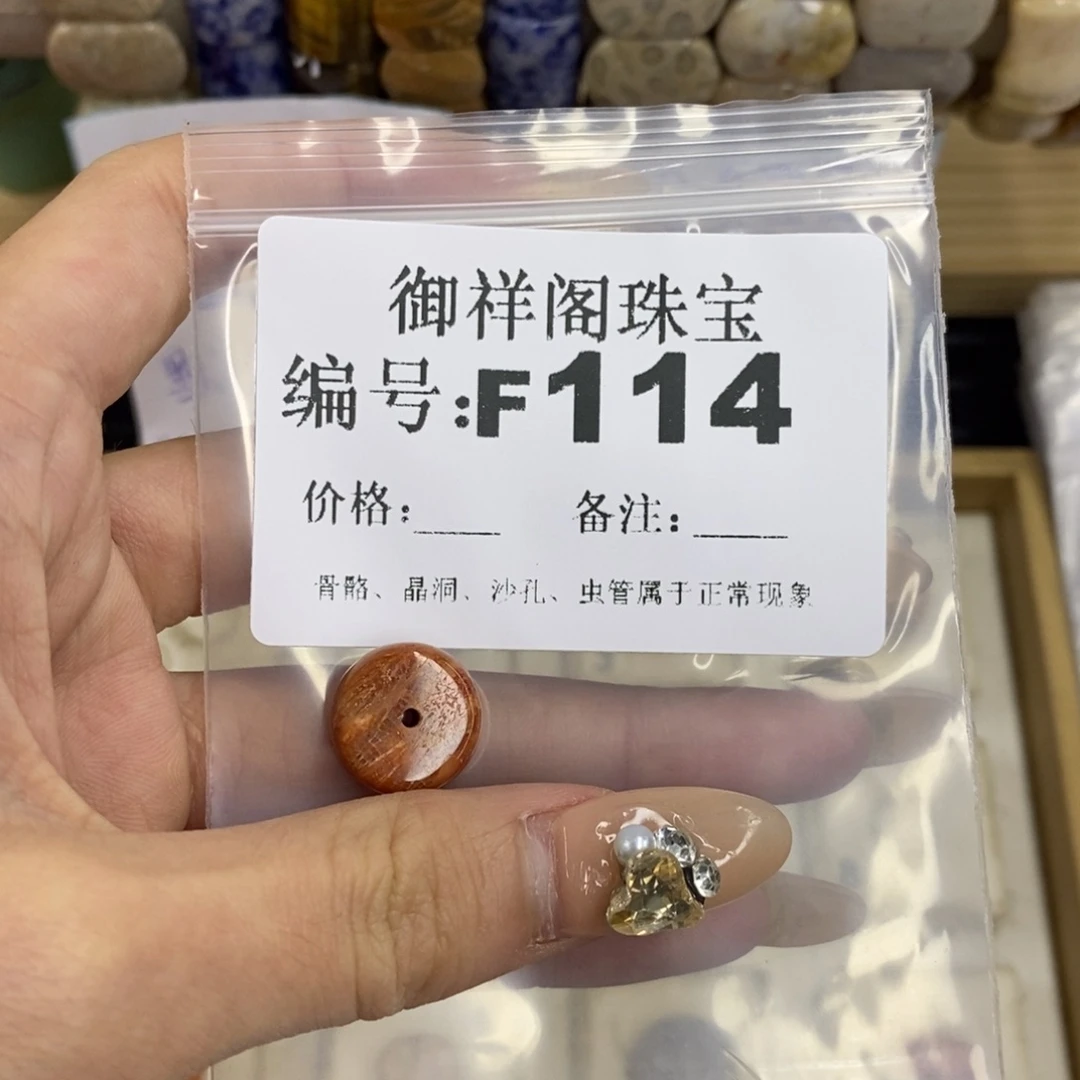 御祥阁珠宝
编号:F114
价格:____ 备注:____
骨骼、晶洞、沙孔、虫管属于正常现象